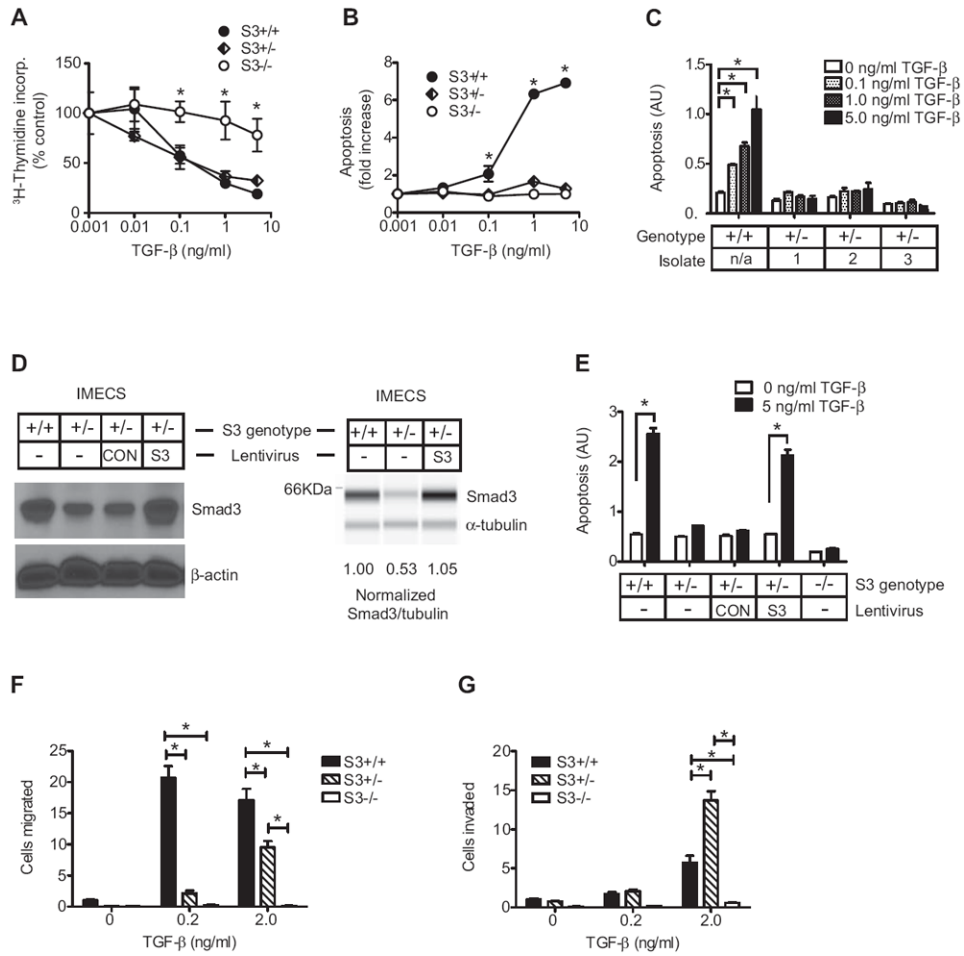 A
S3+/+
S3+/-
S3-/-
150
100
50
0
³H-Thymidine incorp.
(% control)
* * *
0.001 0.01 0.1 1 10
TGF-β (ng/ml)
B
S3+/+
S3+/-
S3-/-
8
6
4
2
0
Apoptosis
(fold increase)
* * *
0.001 0.01 0.1 1 10
TGF-β (ng/ml)
C
0 ng/ml TGF-β
0.1 ng/ml TGF-β
1.0 ng/ml TGF-β
5.0 ng/ml TGF-β
1.5
1.0
0.5
0.
Apoptosis (AU)
* * *
Genotype +/+ +/- +/- +/-
Isolate n/a 1 2 3
D
IMECS
+/+ +/- +/- +/-
- - CON S3
Smad3
β-actin
S3 genotype
Lentivirus
IMECS
+/+ +/- +/-
- - S3
66KDa
Smad3
α-tubulin
1.00 0.53 1.05
Normalized
Smad3/tubulin
E
0 ng/ml TGF-β
5 ng/ml TGF-β
3
2
1
0
Apoptosis (AU)
* *
+/+ +/- +/- +/- -/- S3 genotype
- - CON S3 - Lentivirus
F
25
20
15
10
5
0
Cells migrated
* * * * *
S3+/+
S3+/-
S3-/-
0 0.2 2.0
TGF-β (ng/ml)
G
20
15
10
5
0
Cells invaded
S3+/+
S3+/-
S3-/-
* * *
0 0.2 2.0
TGF-β (ng/ml)